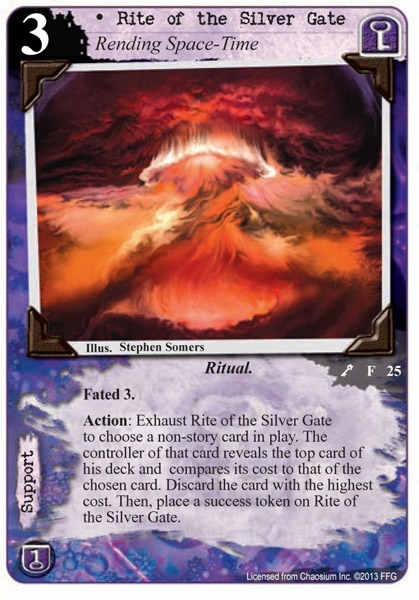 3
• Rite of the Silver Gate
Rending Space-Time
Illus. Stephen Somers
Ritual.
F 25
Fated 3.
Action: Exhaust Rite of the Silver Gate
to choose a non-story card in play. The
controller of that card reveals the top card of
his deck and compares its cost to that of the
chosen card. Discard the card with the highest
cost. Then, place a success token on Rite of
the Silver Gate.
Support
1
Licensed from Chaosium Inc. ©2013 FFG